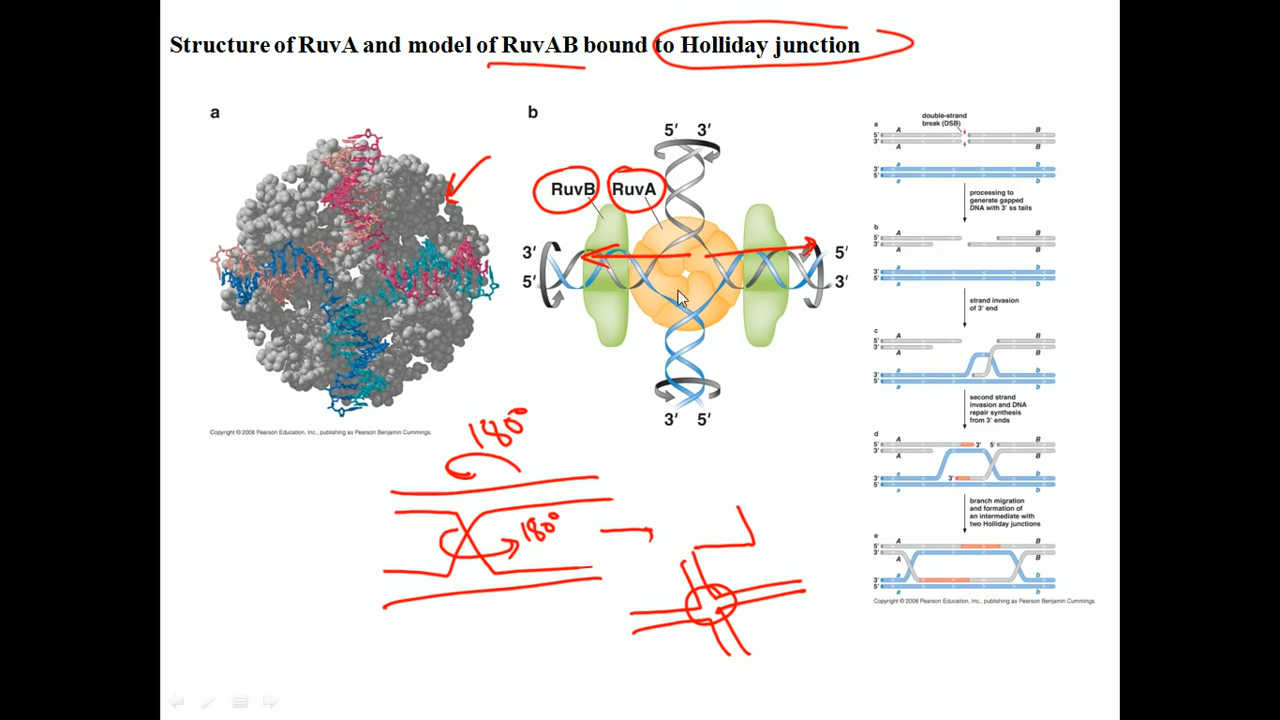 Structure of RuvA and model of RuvAB bound to Holliday junction
a
b
5′ 3′
RuvB RuvA
3′ 5′
5′ 3′
3′ 5′
Copyright © 2008 Pearson Education, Inc., publishing as Pearson Benjamin Cummings.
180°
180°
double-strand
break (DSB)
a
A B
5′
3′
A B
a b
3′
5′
a b
processing to
generate gapped
DNA with 3′ ss tails
b
A B
5′
3′
A B
a b
3′
5′
a b
strand invasion
of 3′ end
c
A B
5′
3′
A B
a b
3′
5′
a b
second strand
invasion and DNA
repair synthesis
from 3′ ends
d
A B
5′ 3′ 5′
3′
A B
a b
3′ 3′
5′
a b
branch migration
and formation of
an intermediate with
two Holliday junctions
e
A B
5′
3′
A B
a b
3′
5′
a b
Copyright © 2008 Pearson Education, Inc., publishing as Pearson Benjamin Cummings.